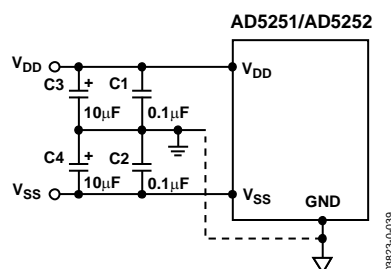 AD5251/AD5252
VDD
VDD
C3
+
C1
10μF
0.1μF
C4
+
C2
10μF
0.1μF
VSS
VSS
GND
03823-0-039